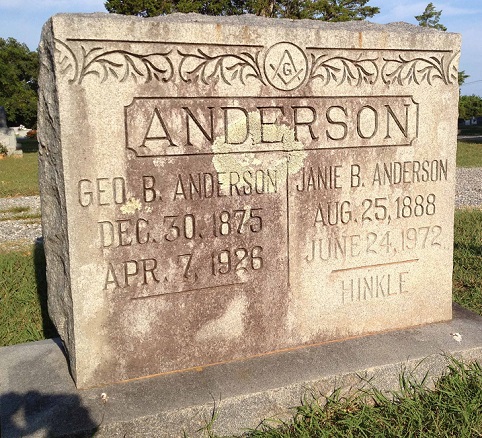 G
ANDERSON
GEO. B. ANDERSON
DEC. 30, 1875
APR. 7, 1926
JANIE B. ANDERSON
AUG. 25, 1888
JUNE 24, 1972
HINKLE